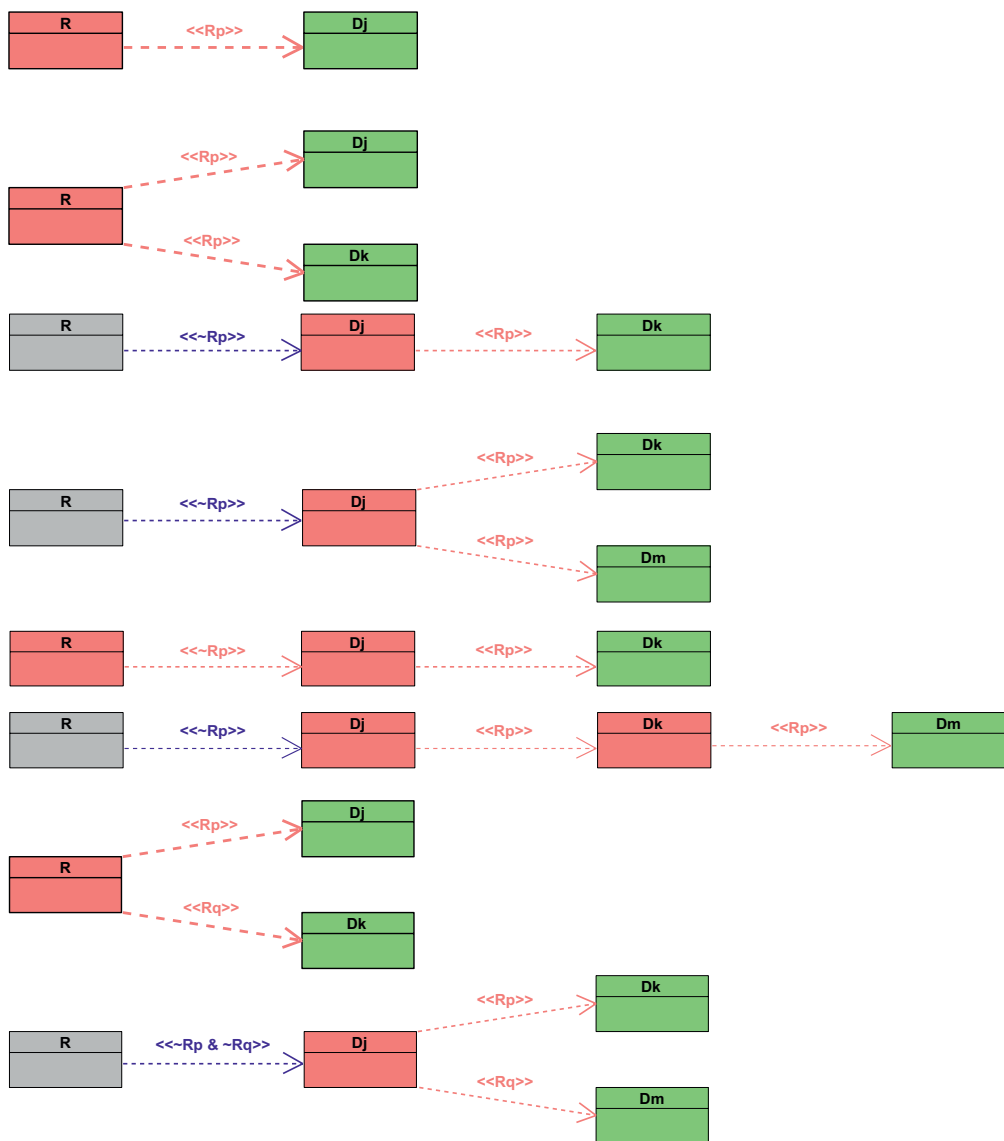 R <<Rp>> Dj
<<Rp>> Dj
R
<<Rp>> Dk
R <<~Rp>> Dj <<Rp>> Dk
<<Rp>> Dk
R <<~Rp>> Dj
<<Rp>> Dm
R <<~Rp>> Dj <<Rp>> Dk
R <<~Rp>> Dj <<Rp>> Dk <<Rp>> Dm
<<Rp>> Dj
R
<<Rq>> Dk
<<Rp>> Dk
R <<~Rp & ~Rq>> Dj
<<Rq>> Dm